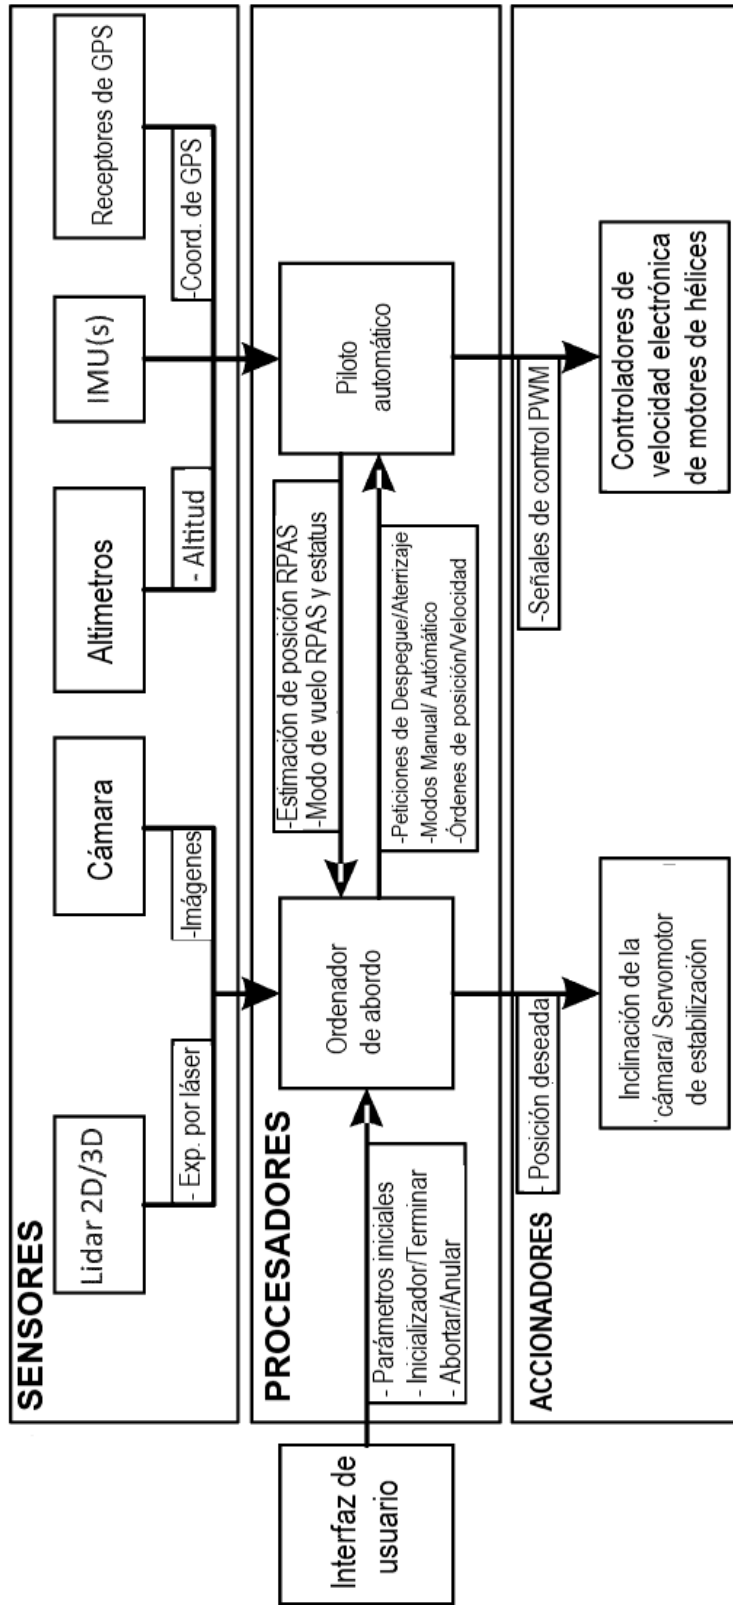 SENSORES
Lidar 2D/3D
- Exp. por láser
Cámara
-Imágenes
Altímetros
- Altitud
IMU(s)
Receptores de GPS
-Coord. de GPS
PROCESADORES
Interfaz de
usuario
- Parámetros iniciales
- Inicializador/Terminar
- Abortar/Anular
Ordenador
de abordo
-Estimación de posición RPAS
-Modo de vuelo RPAS y estatus
-Peticiones de Despegue/Aterrizaje
-Modos Manual/ Autómático
-Órdenes de posición/Velocidad
Piloto
automático
ACCIONADORES
- Posición deseada
Inclinación de la
cámara/ Servomotor
de estabilización
-Señales de control PWM
Controladores de
velocidad electrónica
de motores de hélices